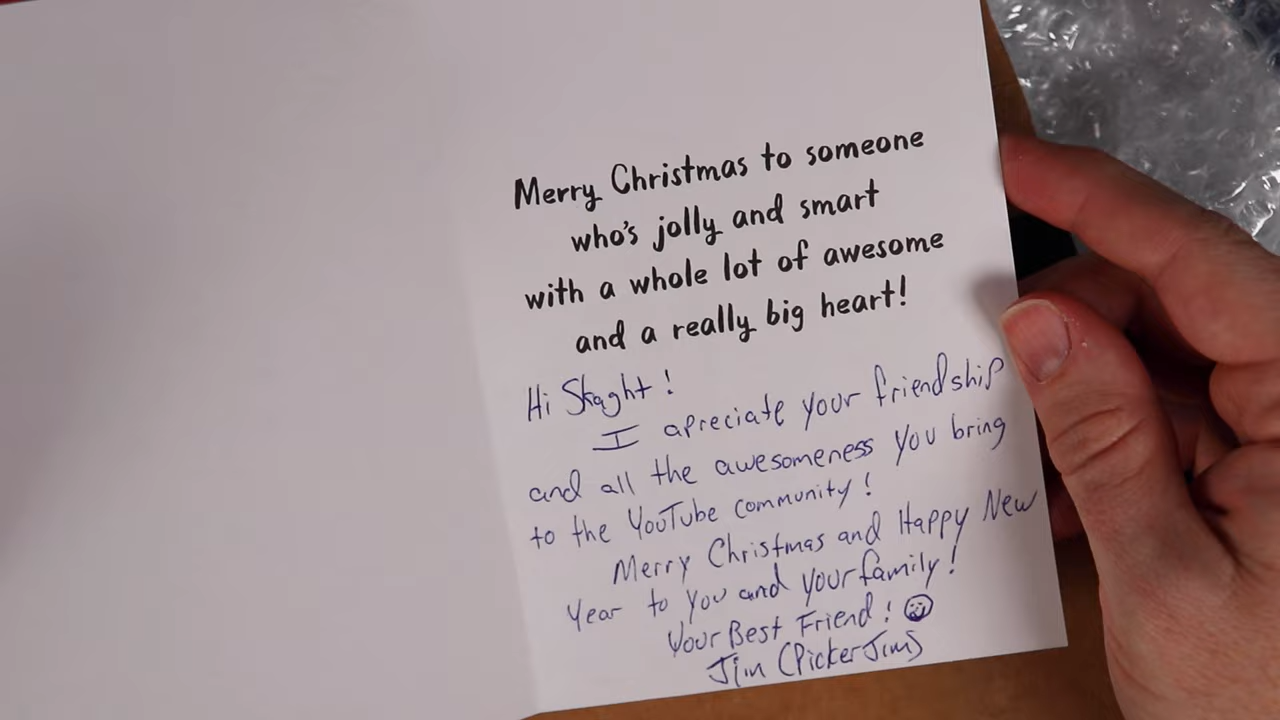 Merry Christmas to someone
who's jolly and smart
with a whole lot of awesome
and a really big heart!
Hi Skaght!
I apreciate your friendship
and all the awesomeness you bring
to the YouTube community!
Merry Christmas and Happy New
Year to you and your family!
Your Best Friend!
Jim (PickerJim)